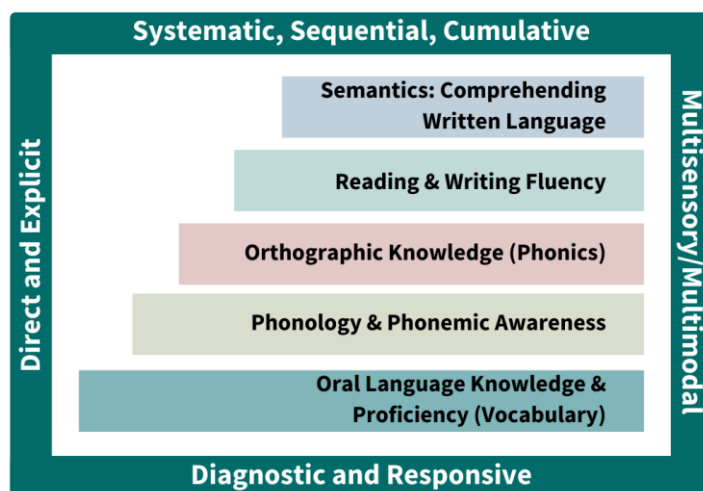 Systematic, Sequential, Cumulative
Direct and Explicit
Semantics: Comprehending
Written Language
Reading & Writing Fluency
Orthographic Knowledge (Phonics)
Phonology & Phonemic Awareness
Oral Language Knowledge &
Proficiency (Vocabulary)
Multisensory/Multimodal
Diagnostic and Responsive